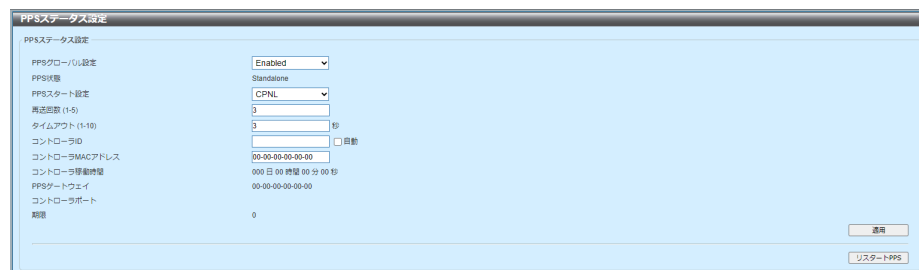 PPSステータス設定
PPSステータス設定
PPSグローバル設定 Enabled
PPS状態 Standalone
PPSスタート設定 CPNL
再送回数 (1-5) 3
タイムアウト (1-10) 3 秒
コントローラID 自動
コントローラMACアドレス 00-00-00-00-00-00
コントローラ稼働時間 000 日 00 時間 00 分 00 秒
PPSゲートウェイ 00-00-00-00-00-00
コントローラポート
期限 0
適用
リスタートPPS